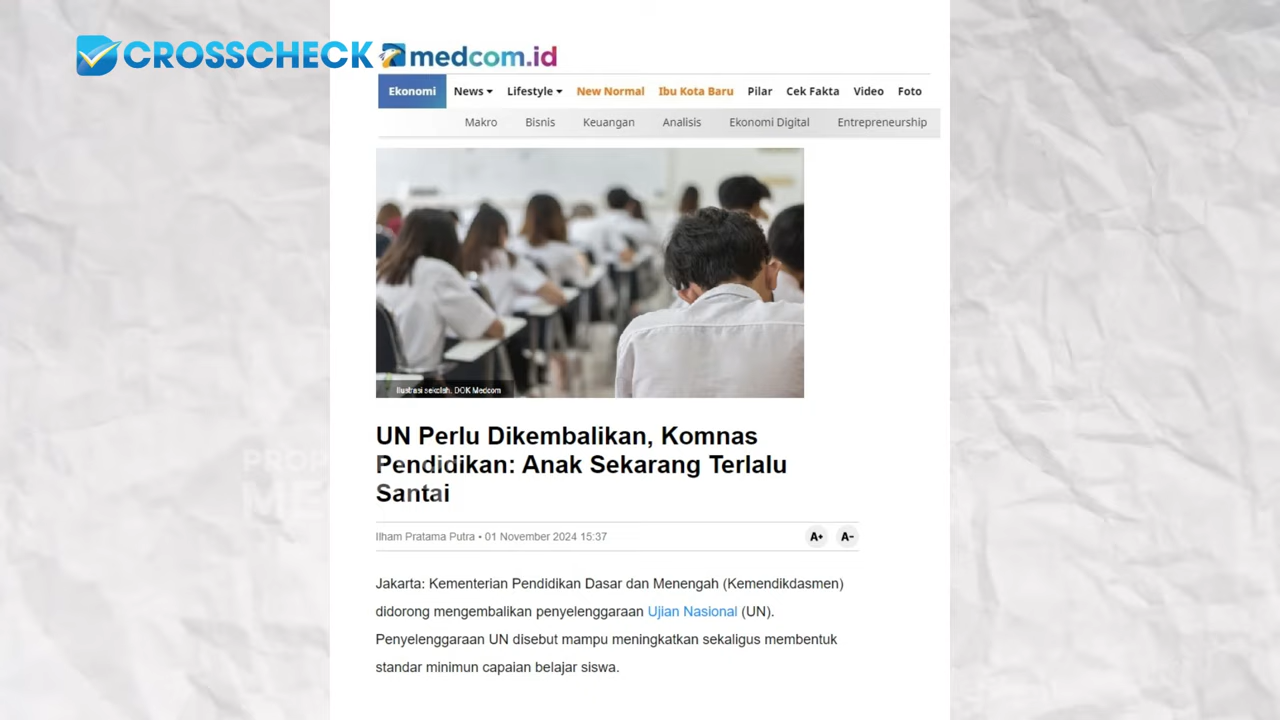 CROSSCHECK
medcom.id
Ekonomi News Lifestyle New Normal Ibu Kota Baru Pilar Cek Fakta Video Foto
Makro Bisnis Keuangan Analisis Ekonomi Digital Entrepreneurship
Ilustrasi sekolah. DOK Medcom
UN Perlu Dikembalikan, Komnas
Pendidikan: Anak Sekarang Terlalu
Santai
Ilham Pratama Putra • 01 November 2024 15:37
A+ A-
Jakarta: Kementerian Pendidikan Dasar dan Menengah (Kemendikdasmen)
didorong mengembalikan penyelenggaraan Ujian Nasional (UN).
Penyelenggaraan UN disebut mampu meningkatkan sekaligus membentuk
standar minimun capaian belajar siswa.